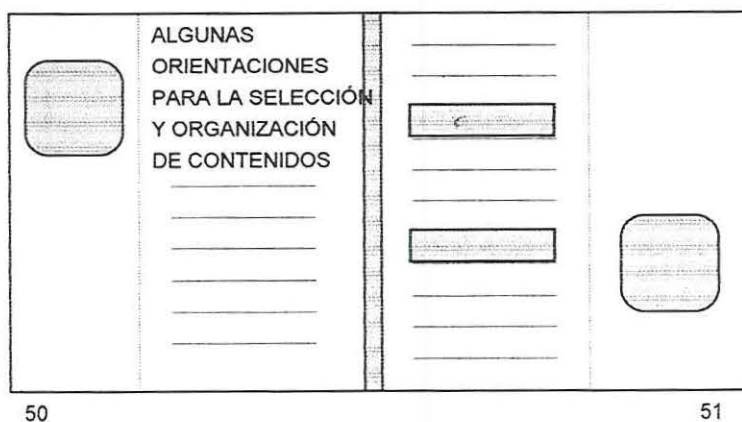 ALGUNAS
ORIENTACIONES
PARA LA SELECCIÓN
Y ORGANIZACIÓN
DE CONTENIDOS
50
51